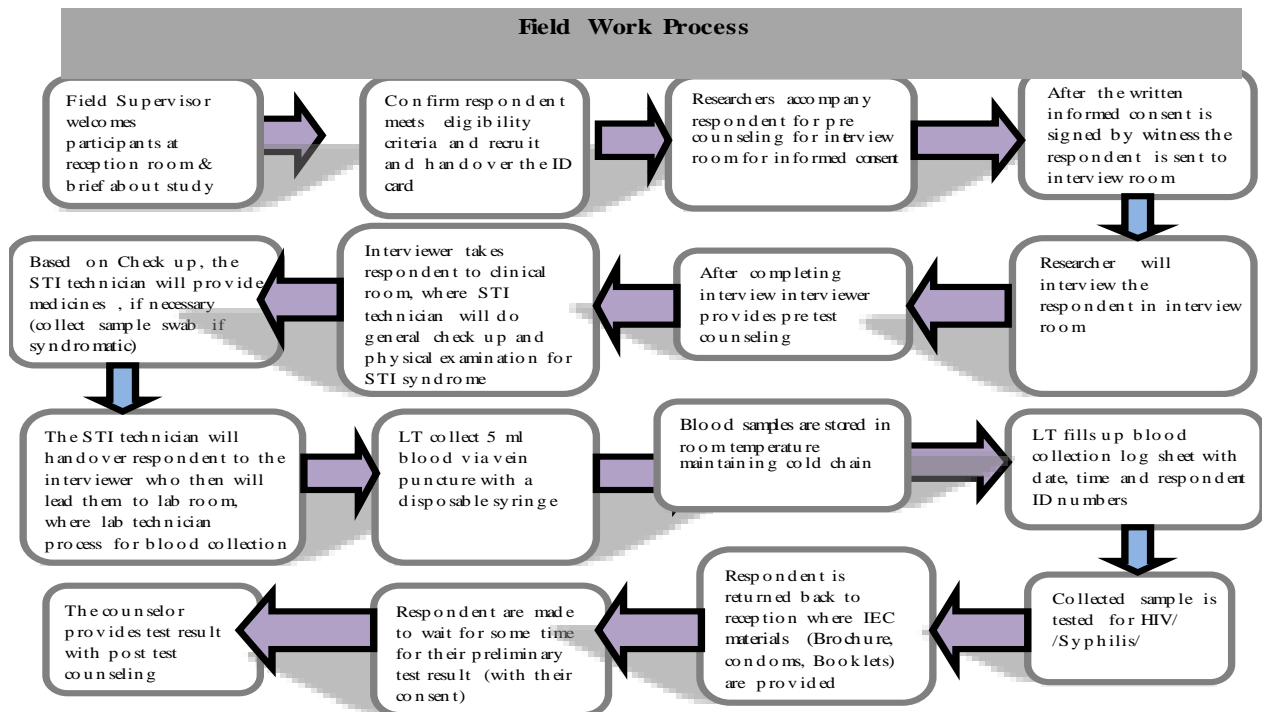 Field Work Process
Field Supervisor
welcomes
participants at
reception room &
brief about study
Confirm respondent
meets eligibility
criteria and recruit
and handover the ID
card
Researchers accompany
respondent for pre
counseling for interview
room for informed consent
After the written
informed consent is
signed by witness the
respondent is sent to
interview room
Researcher will
interview the
respondent in interview
room
After completing
interview interviewer
provides pre test
counseling
Interviewer takes
respondent to clinical
room, where STI
technician will do
general check up and
physical examination for
STI syndrome
Based on Check up, the
STI technician will provide
medicines , if necessary
(collect sample swab if
syndromatic)
The STI technician will
handover respondent to the
interviewer who then will
lead them to lab room,
where lab technician
process for blood collection
LT collect 5 ml
blood via vein
puncture with a
disposable syringe
Blood samples are stored in
room temperature
maintaining cold chain
LT fills up blood
collection log sheet with
date, time and respondent
ID numbers
Collected sample is
tested for HIV/
/Syphilis/
Respondent is
returned back to
reception where IEC
materials (Brochure,
condoms, Booklets)
are provided
Respondent are made
to wait for some time
for their preliminary
test result (with their
consent)
The counselor
provides test result
with post test
counseling